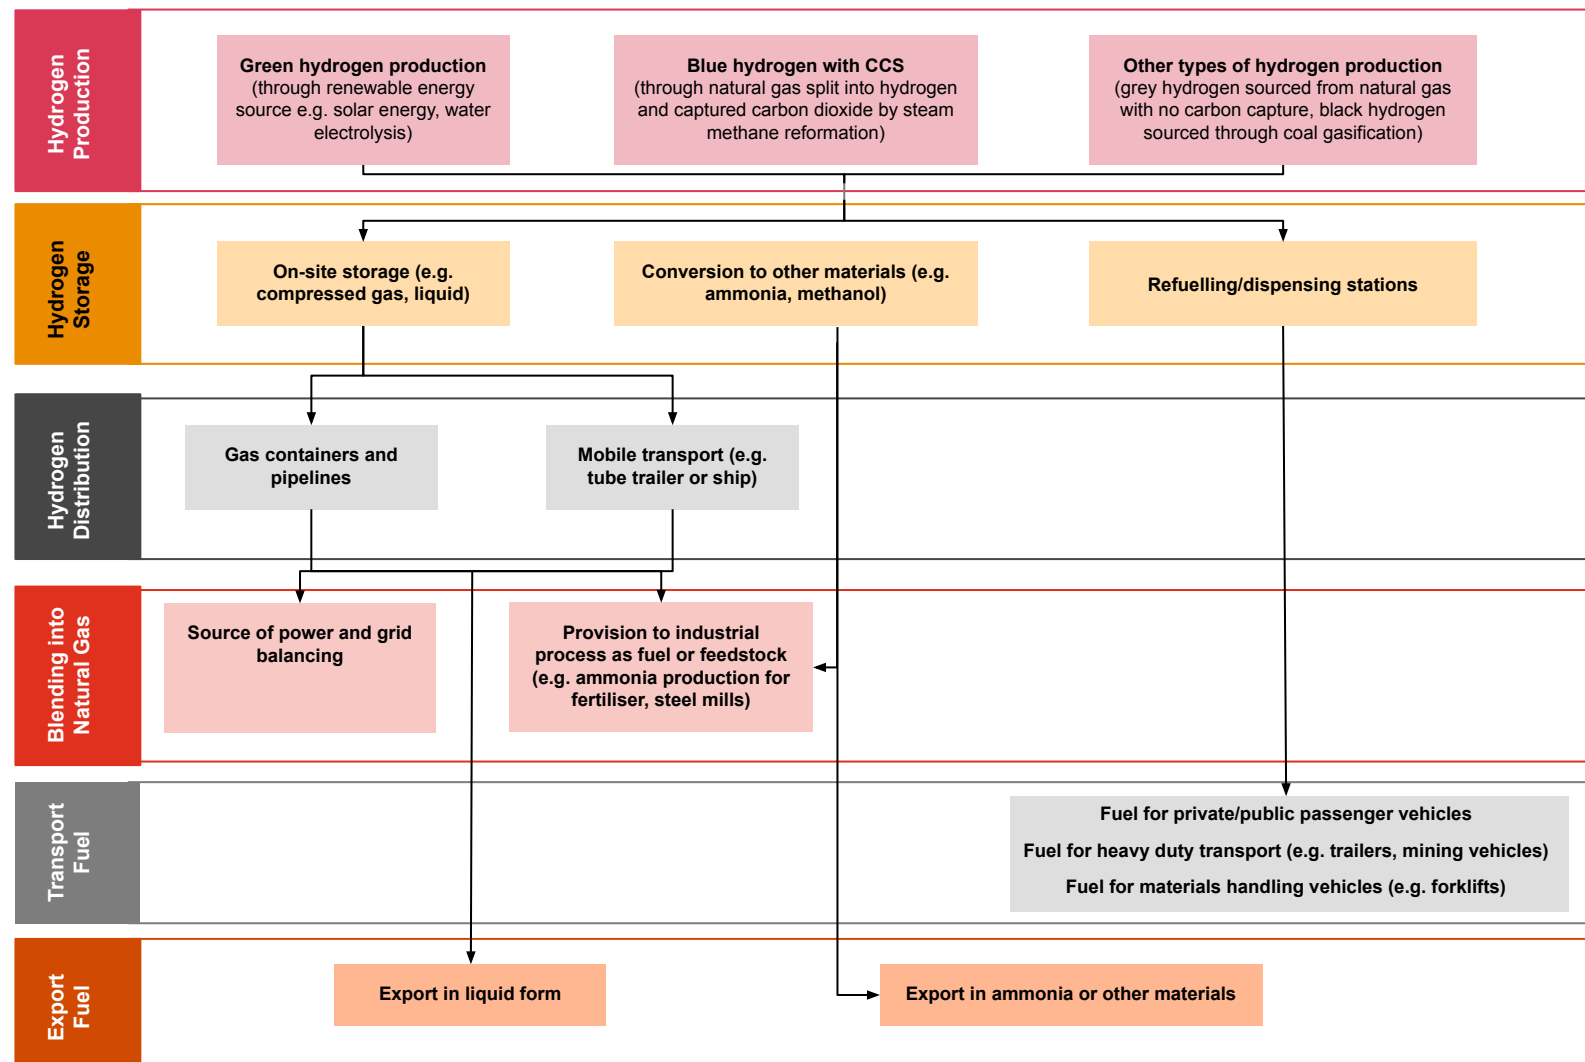 Hydrogen
Production
Green hydrogen production
(through renewable energy
source e.g. solar energy, water
electrolysis)
Blue hydrogen with CCS
(through natural gas split into hydrogen
and captured carbon dioxide by steam
methane reformation)
Other types of hydrogen production
(grey hydrogen sourced from natural gas
with no carbon capture, black hydrogen
sourced through coal gasification)
Hydrogen
Storage
On-site storage (e.g.
compressed gas, liquid)
Conversion to other materials (e.g.
ammonia, methanol)
Refuelling/dispensing stations
Hydrogen
Distribution
Gas containers and
pipelines
Mobile transport (e.g.
tube trailer or ship)
Blending into
Natural Gas
Source of power and grid
balancing
Provision to industrial
process as fuel or feedstock
(e.g. ammonia production for
fertiliser, steel mills)
Transport
Fuel
Fuel for private/public passenger vehicles
Fuel for heavy duty transport (e.g. trailers, mining vehicles)
Fuel for materials handling vehicles (e.g. forklifts)
Export
Fuel
Export in liquid form
Export in ammonia or other materials